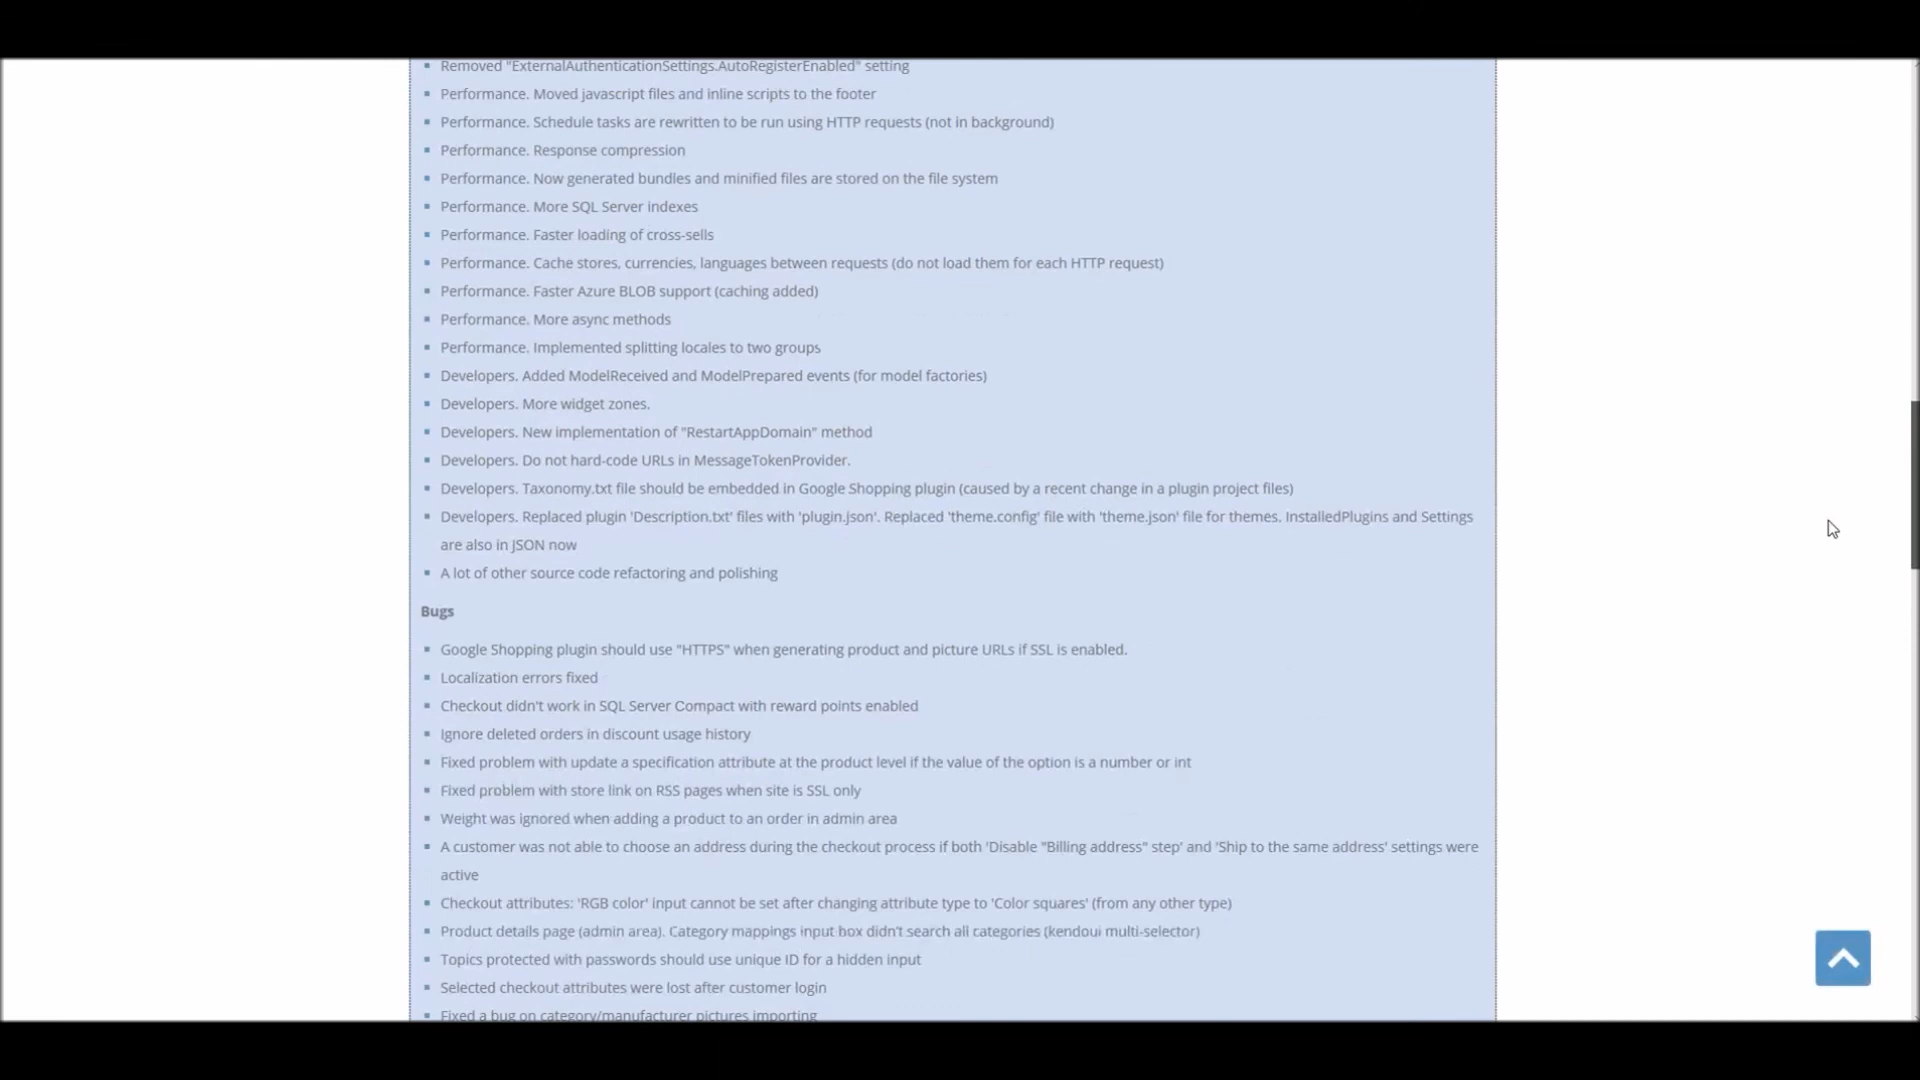 Removed "ExternalAuthenticationSettings.AutoRegisterEnabled" setting
Performance. Moved javascript files and inline scripts to the footer
Performance. Schedule tasks are rewritten to be run using HTTP requests (not in background)
Performance. Response compression
Performance. Now generated bundles and minified files are stored on the file system
Performance. More SQL Server indexes
Performance. Faster loading of cross-sells
Performance. Cache stores, currencies, languages between requests (do not load them for each HTTP request)
Performance. Faster Azure BLOB support (caching added)
Performance. More async methods
Performance. Implemented splitting locales to two groups
Developers. Added ModelReceived and ModelPrepared events (for model factories)
Developers. More widget zones.
Developers. New implementation of "RestartAppDomain" method
Developers. Do not hard-code URLs in MessageTokenProvider.
Developers. Taxonomy.txt file should be embedded in Google Shopping plugin (caused by a recent change in a plugin project files)
Developers. Replaced plugin 'Description.txt' files with 'plugin.json'. Replaced 'theme.config' file with 'theme.json' file for themes. InstalledPlugins and Settings
are also in JSON now
A lot of other source code refactoring and polishing
Bugs
Google Shopping plugin should use "HTTPS" when generating product and picture URLs if SSL is enabled.
Localization errors fixed
Checkout didn't work in SQL Server Compact with reward points enabled
Ignore deleted orders in discount usage history
Fixed problem with update a specification attribute at the product level if the value of the option is a number or int
Fixed problem with store link on RSS pages when site is SSL only
Weight was ignored when adding a product to an order in admin area
A customer was not able to choose an address during the checkout process if both 'Disable "Billing address" step' and 'Ship to the same address' settings were
active
Checkout attributes: 'RGB color' input cannot be set after changing attribute type to 'Color squares' (from any other type)
Product details page (admin area). Category mappings input box didn't search all categories (kendoui multi-selector)
Topics protected with passwords should use unique ID for a hidden input
Selected checkout attributes were lost after customer login
Fixed a bug on category/manufacturer pictures importing